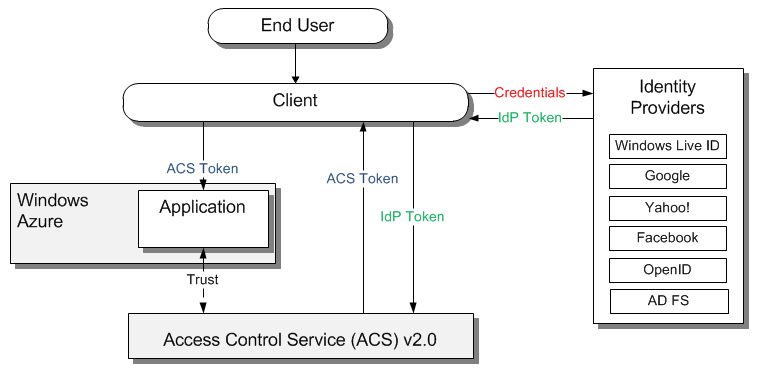 End User
Client
Credentials
IdP Token
Identity
Providers
Windows Live ID
Google
Yahoo!
Facebook
OpenID
AD FS
ACS Token
ACS Token
IdP Token
Windows
Azure
Application
Trust
Access Control Service (ACS) v2.0